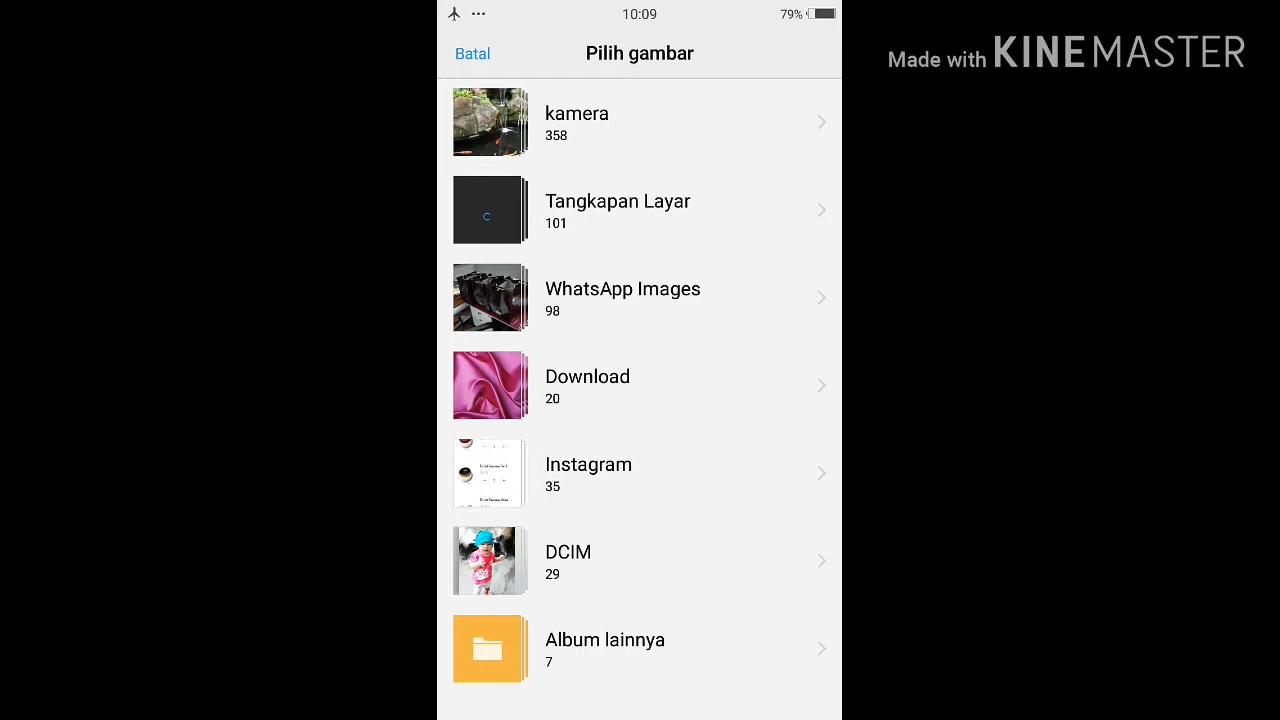 10:09
79%
Made with KINEMASTER
Batal
Pilih gambar
kamera
358
Tangkapan Layar
101
WhatsApp Images
98
Download
20
Instagram
35
DCIM
29
Album lainnya
7